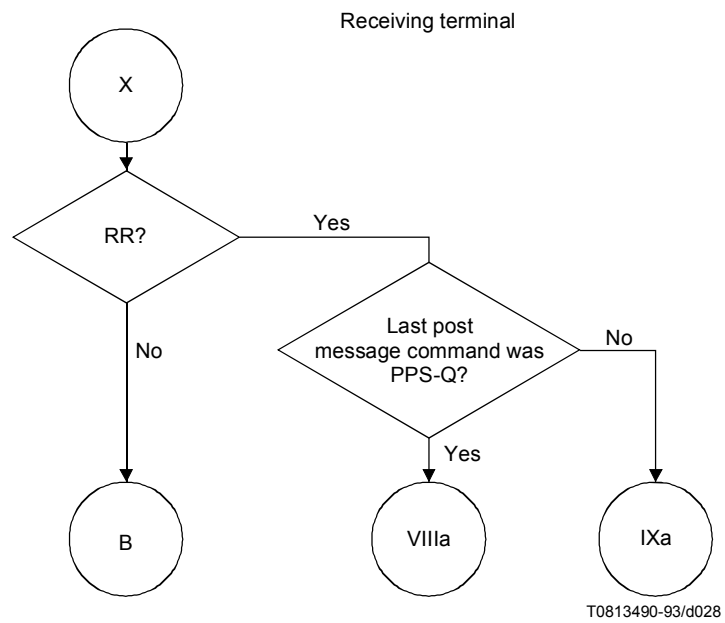 Receiving terminal
X
RR?
Yes
No
Last post
message command was
PPS-Q?
No
Yes
B
VIIIa
IXa
T0813490-93/d028